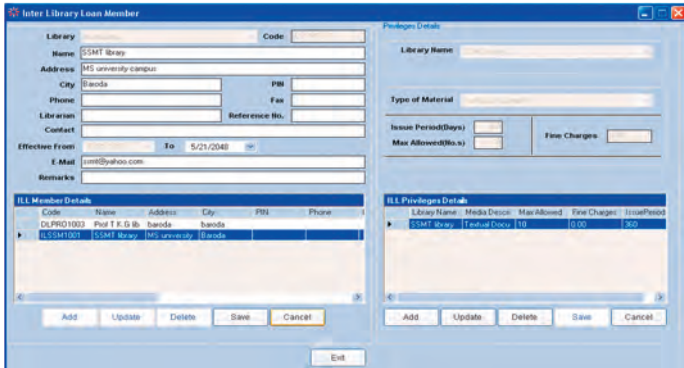 Inter Library Loan Member
Library Code
Name SSMT library
Address MS university campus
City Baroda PIN
Phone Fax
Librarian Reference No.
Contact
Effective From To 5/21/2048
E-Mail ssmt@yahoo.com
Remarks
ILL Member Details
Code Name Address City PIN Phone
DLPRO1003 Prof T K.G lib baroda baroda
ILSSM1001 SSMT library MS university Baroda
Add Update Delete Save Cancel
Privileges Details
Library Name
Type of Material
Issue Period(Days)
Max Allowed(No.s) Fine Charges
ILL Privileges Details
Library Name Media Descri Max Allowed Fine Charges IssuePeriod
SSMT library Textual Docu 10 0.00 360
Add Update Delete Save Cancel
Exit